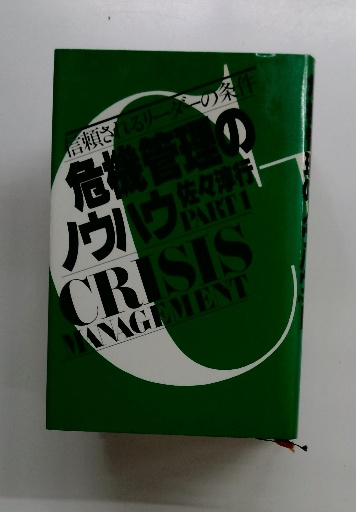 信頼されるリーダーの条件
危機管理の
ノウハウ 佐々淳行
PART1
CRISIS
MANAGEMENT